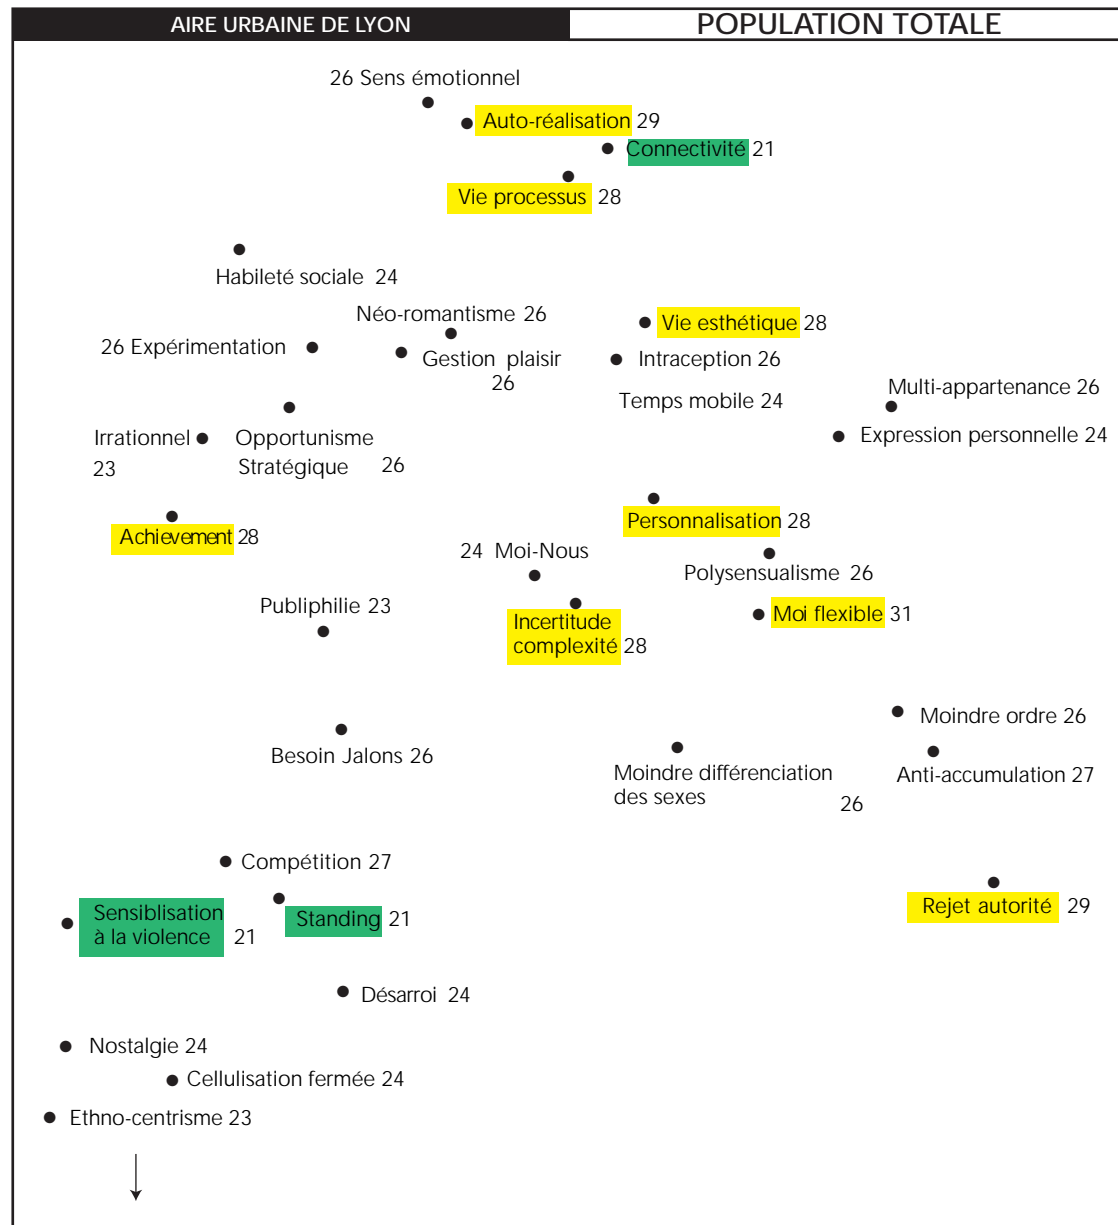 AIRE URBAINE DE LYON
POPULATION TOTALE
26 Sens émotionnel
Auto-réalisation 29
Connectivité 21
Vie processus 28
Habileté sociale 24
Néo-romantisme 26
Vie esthétique 28
26 Expérimentation
Gestion plaisir
26
Intraception 26
Multi-appartenance 26
Temps mobile 24
Irrationnel
23
Opportunisme
Stratégique 26
Expression personnelle 24
Achievement 28
Personnalisation 28
24 Moi-Nous
Polysensualisme 26
Publiphilie 23
Incertitude
complexité 28
Moi flexible 31
Moindre ordre 26
Besoin Jalons 26
Moindre différenciation
des sexes
26
Anti-accumulation 27
Compétition 27
Sensiblisation
à la violence 21
Standing 21
Rejet autorité 29
Désarroi 24
Nostalgie 24
Cellulisation fermée 24
Ethno-centrisme 23